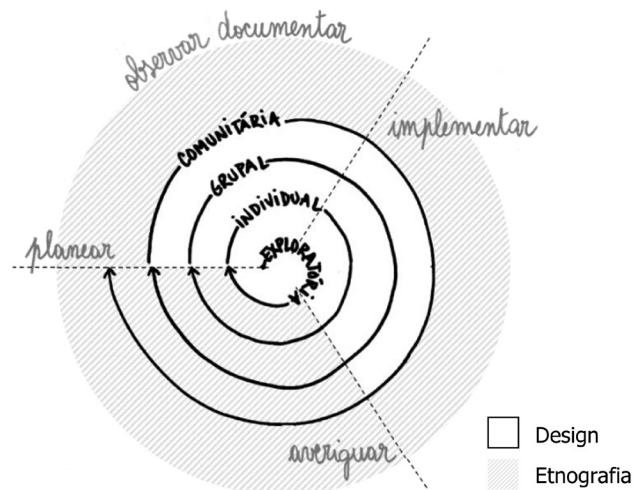 observar documentar
implementar
COMUNITÁRIA
GRUPAL
INDIVIDUAL
EXPLORATÓRIA
planear
averiguar
Design
Etnografia